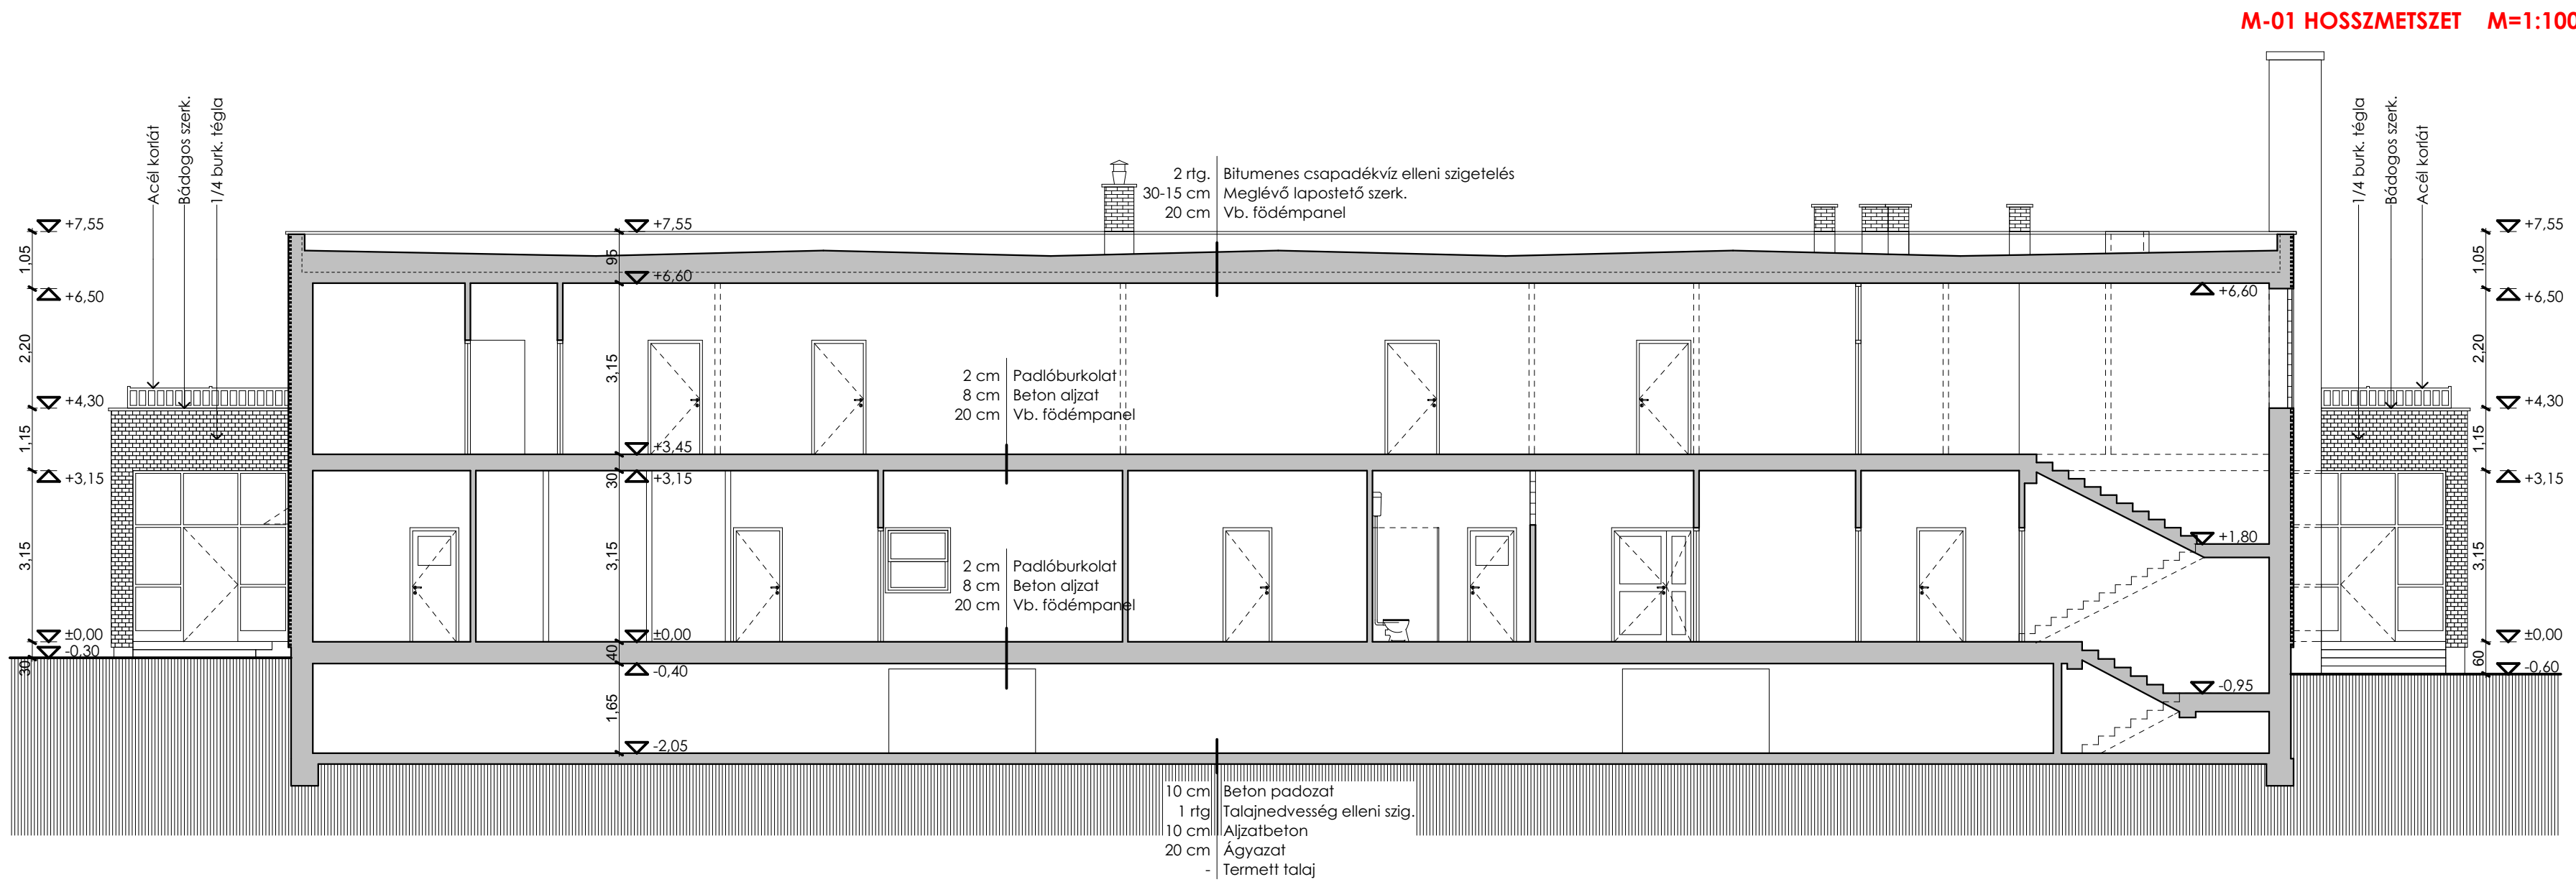 M-01 HOSSZMETSZET M=1:100
Acél korlát
Bádogos szerk.
1/4 burk. tégla
1/4 burk. tégla
Bádogos szerk.
Acél korlát
2 rtg. Bitumenes csapadékvíz elleni szigetelés
30-15 cm Meglévő lapostető szerk.
20 cm Vb. födémpanel
+7,55
1,05
+6,50
2,20
+4,30
1,15
+3,15
3,15
±0,00
-0,30
30
+7,55
95
+6,60
3,15
+3,45
30
+3,15
3,15
±0,00
40
-0,40
1,65
-2,05
2 cm Padlóburkolat
8 cm Beton aljzat
20 cm Vb. födémpanel
2 cm Padlóburkolat
8 cm Beton aljzat
20 cm Vb. födémpanel
+6,60
+1,80
-0,95
+7,55
1,05
+6,50
2,20
+4,30
1,15
+3,15
3,15
±0,00
60
-0,60
10 cm Beton padozat
1 rtg Talajnedvesség elleni szig.
10 cm Aljzatbeton
20 cm Ágyazat
- Termett talaj